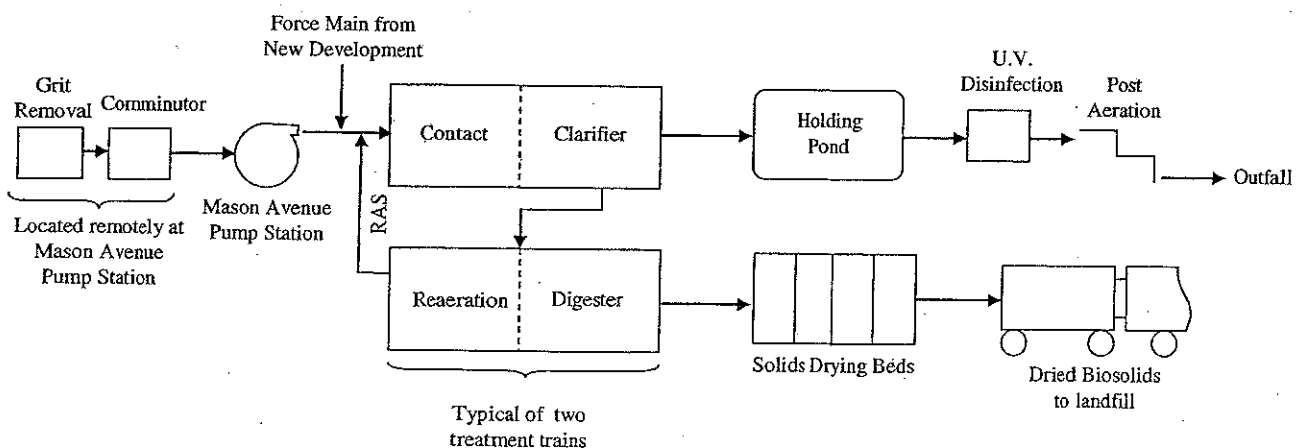 Force Main from
New Development
Grit
Removal
Comminutor
Contact
Clarifier
Holding
Pond
U.V.
Disinfection
Post
Aeration
Outfall
Located remotely at
Mason Avenue
Pump Station
Mason Avenue
Pump Station
RAS
Reaeration
Digester
Solids Drying Beds
Dried Biosolids
to landfill
Typical of two
treatment trains